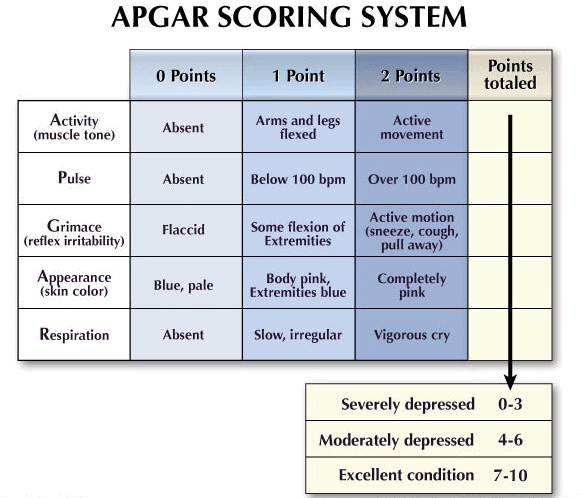 APGAR SCORING SYSTEM
0 Points
1 Point
2 Points
Points
totaled
Activity
(muscle tone)
Absent
Arms and legs
flexed
Active
movement
Pulse
Absent
Below 100 bpm
Over 100 bpm
Grimace
(reflex irritability)
Flaccid
Some flexion of
Extremities
Active motion
(sneeze, cough,
pull away)
Appearance
(skin color)
Blue, pale
Body pink,
Extremities blue
Completely
pink
Respiration
Absent
Slow, irregular
Vigorous cry
Severely depressed 0-3
Moderately depressed 4-6
Excellent condition 7-10